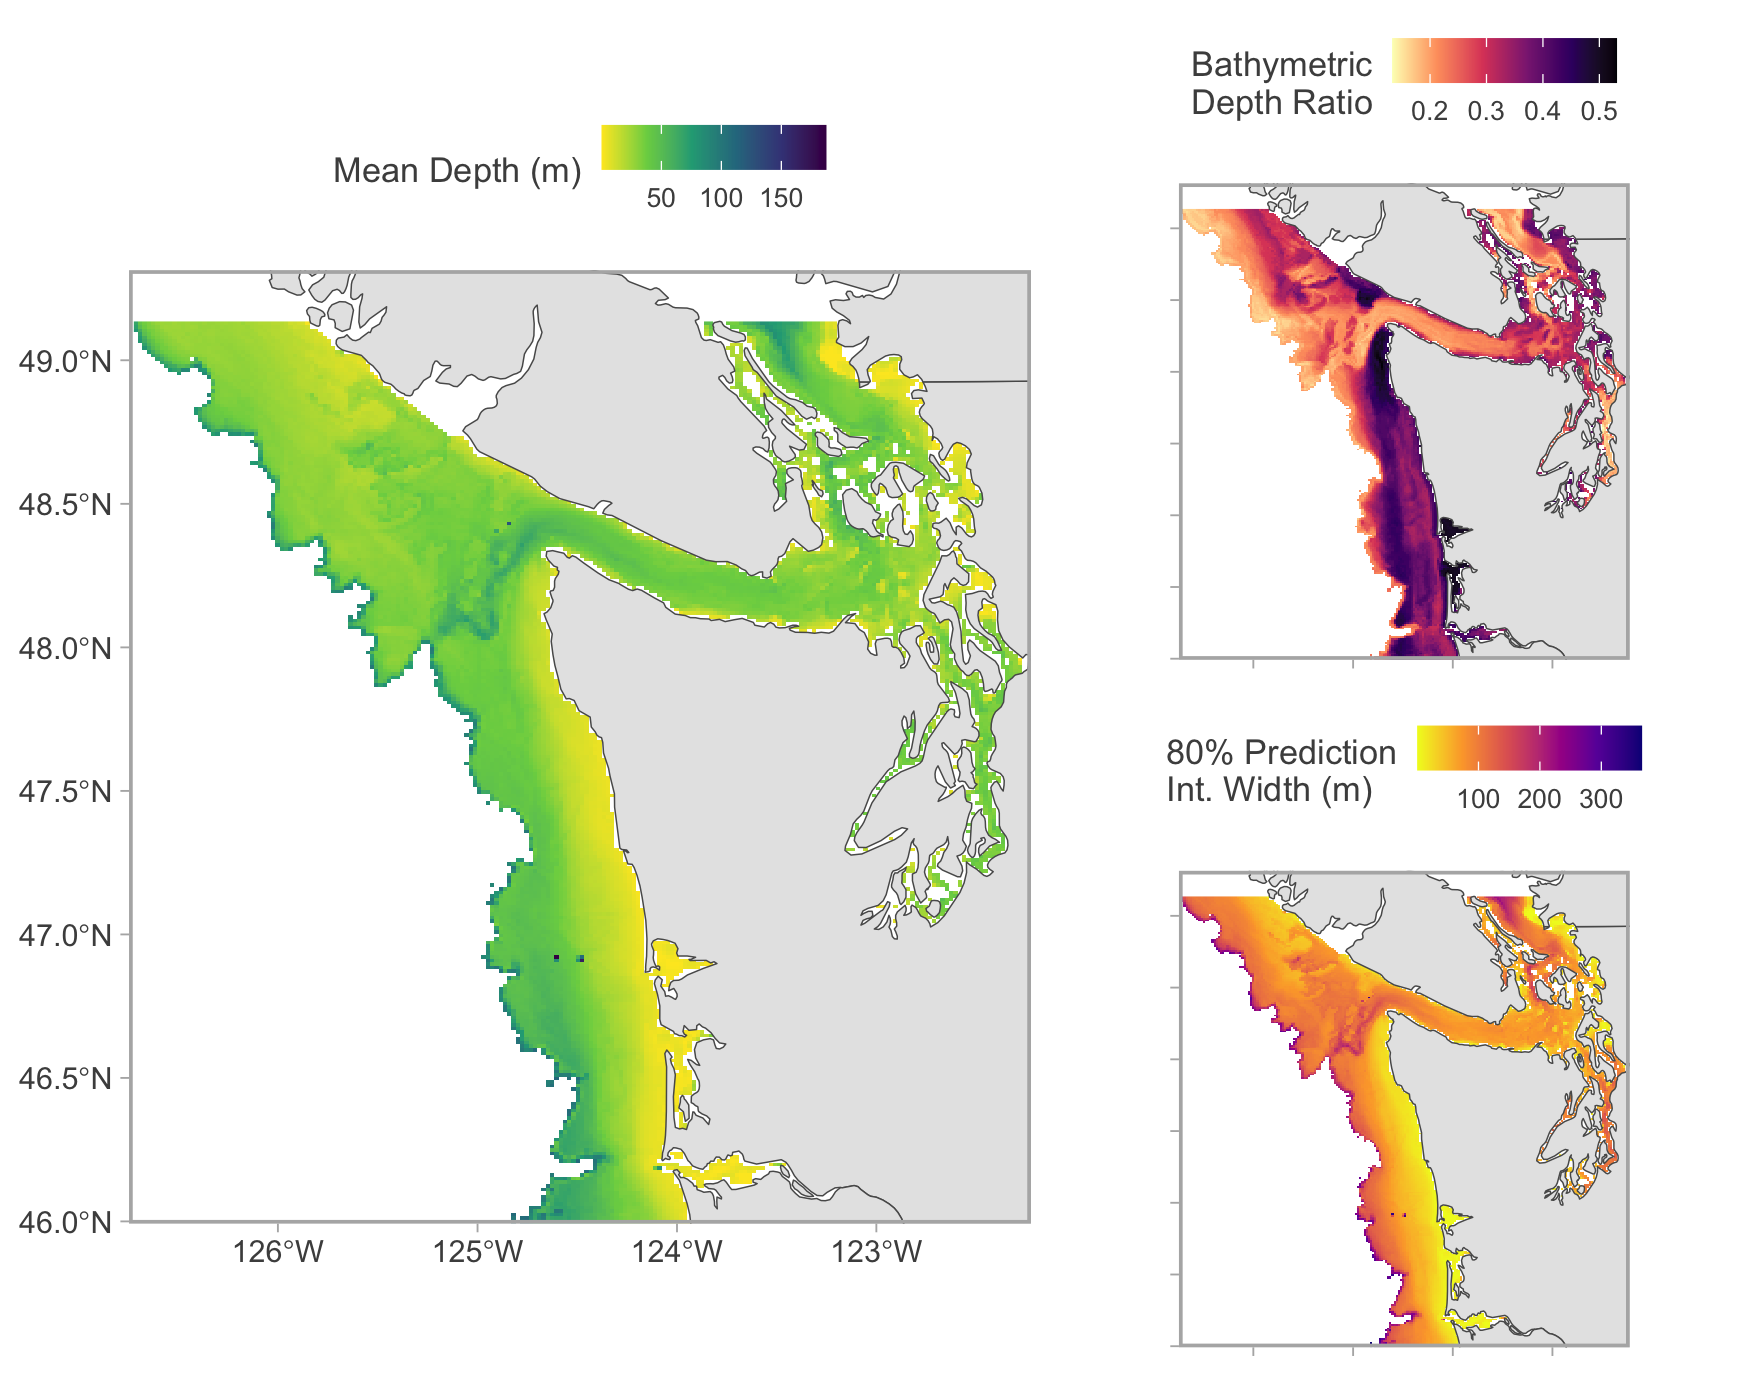 Mean Depth (m)
50 100 150
49.0°N
48.5°N
48.0°N
47.5°N
47.0°N
46.5°N
46.0°N
126°W 125°W 124°W 123°W
Bathymetric
Depth Ratio
0.2 0.3 0.4 0.5
80% Prediction
Int. Width (m)
100 200 300